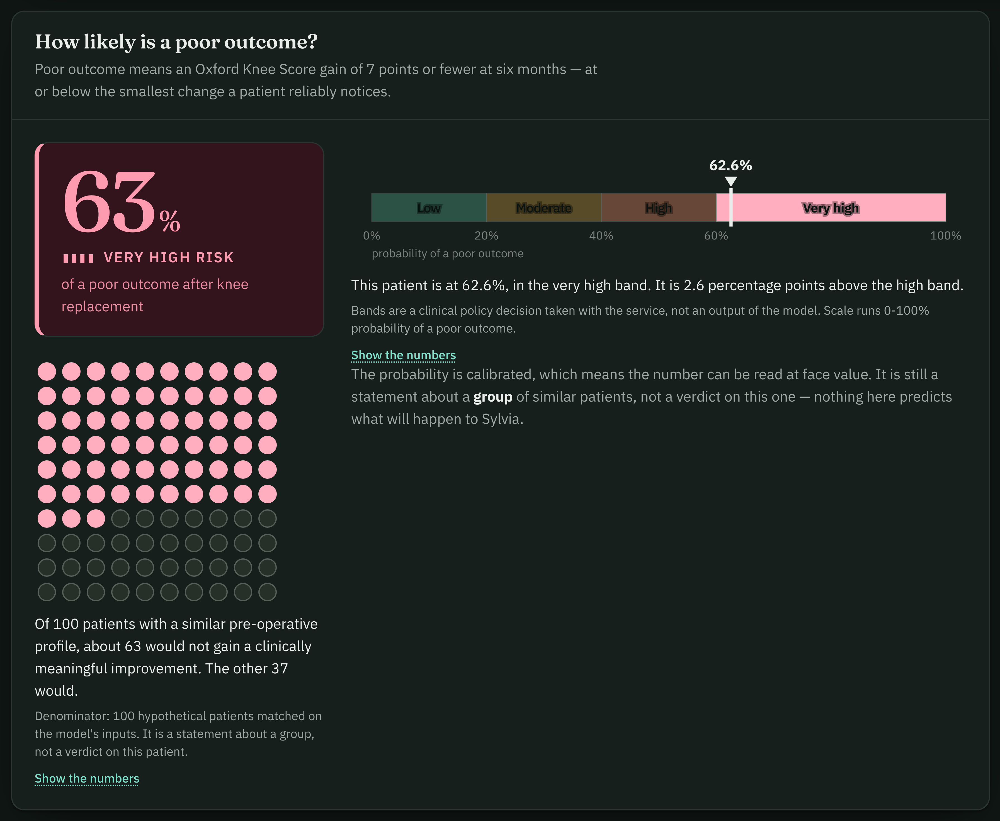 How likely is a poor outcome?
Poor outcome means an Oxford Knee Score gain of 7 points or fewer at six months — at
or below the smallest change a patient reliably notices.
63%
VERY HIGH RISK
of a poor outcome after knee
replacement
Of 100 patients with a similar pre-operative
profile, about 63 would not gain a clinically
meaningful improvement. The other 37
would.
Denominator: 100 hypothetical patients matched on
the model's inputs. It is a statement about a group,
not a verdict on this patient.
Show the numbers
62.6%
Low Moderate High Very high
0% 20% 40% 60% 100%
probability of a poor outcome
This patient is at 62.6%, in the very high band. It is 2.6 percentage points above the high band.
Bands are a clinical policy decision taken with the service, not an output of the model. Scale runs 0-100%
probability of a poor outcome.
Show the numbers
The probability is calibrated, which means the number can be read at face value. It is still a
statement about a group of similar patients, not a verdict on this one — nothing here predicts
what will happen to Sylvia.